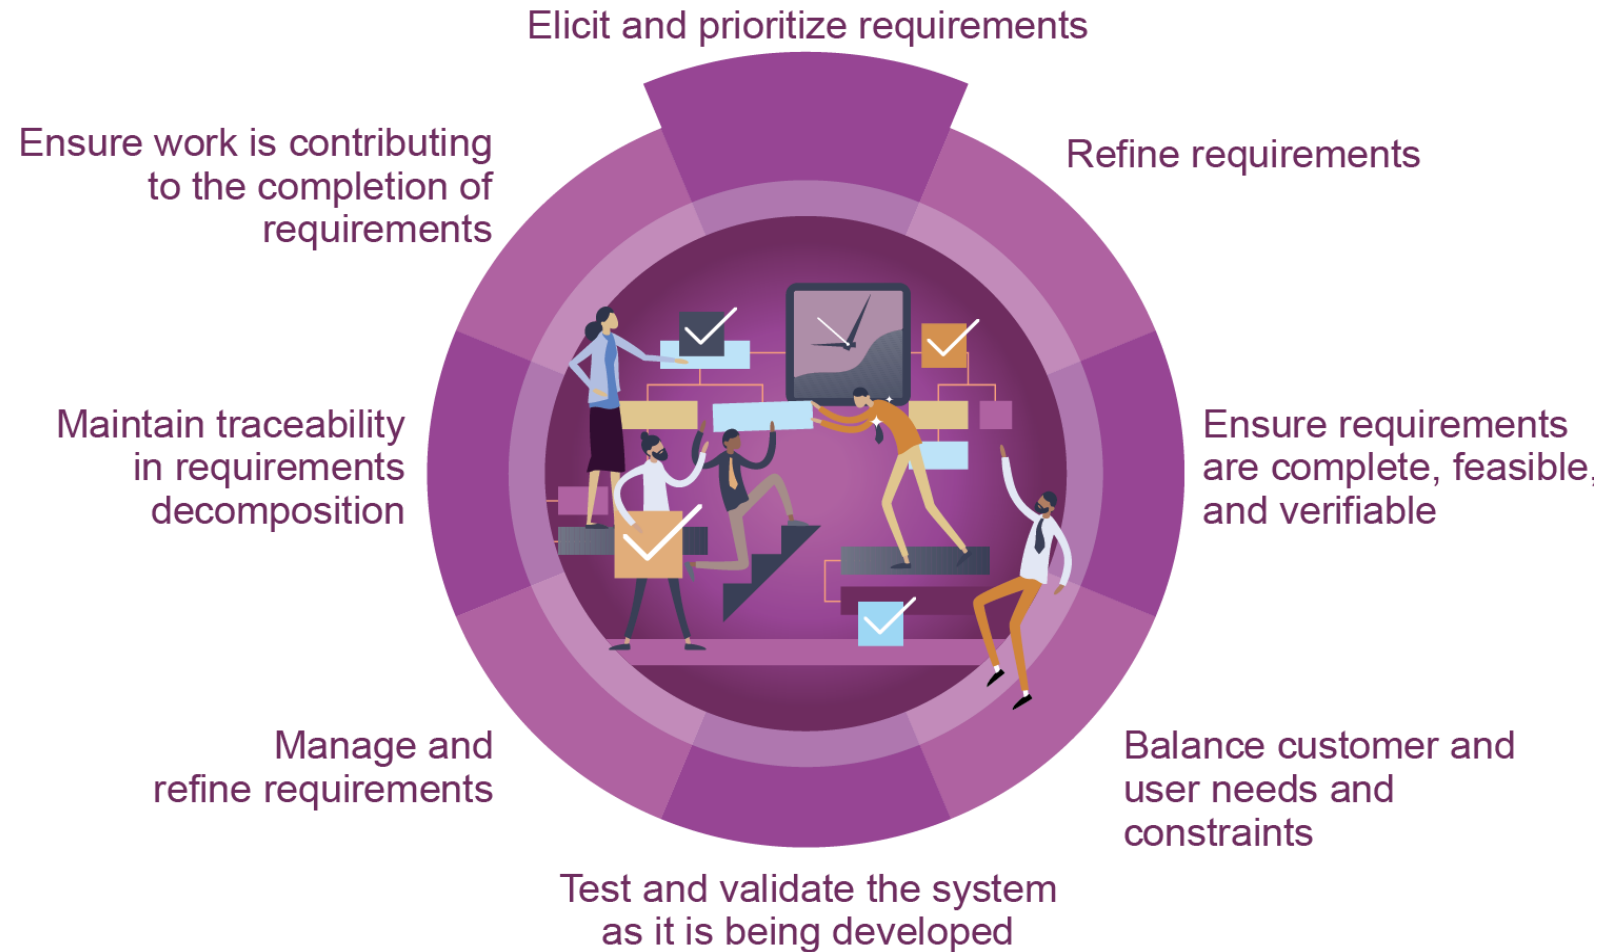 Elicit and prioritize requirements
Refine requirements
Ensure requirements
are complete, feasible,
and verifiable
Balance customer and
user needs and
constraints
Test and validate the system
as it is being developed
Manage and
refine requirements
Maintain traceability
in requirements
decomposition
Ensure work is contributing
to the completion of
requirements